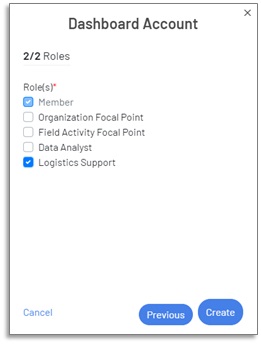 Dashboard Account
2/2 Roles
Role(s)*
Member
Organization Focal Point
Field Activity Focal Point
Data Analyst
Logistics Support
Cancel
Previous
Create